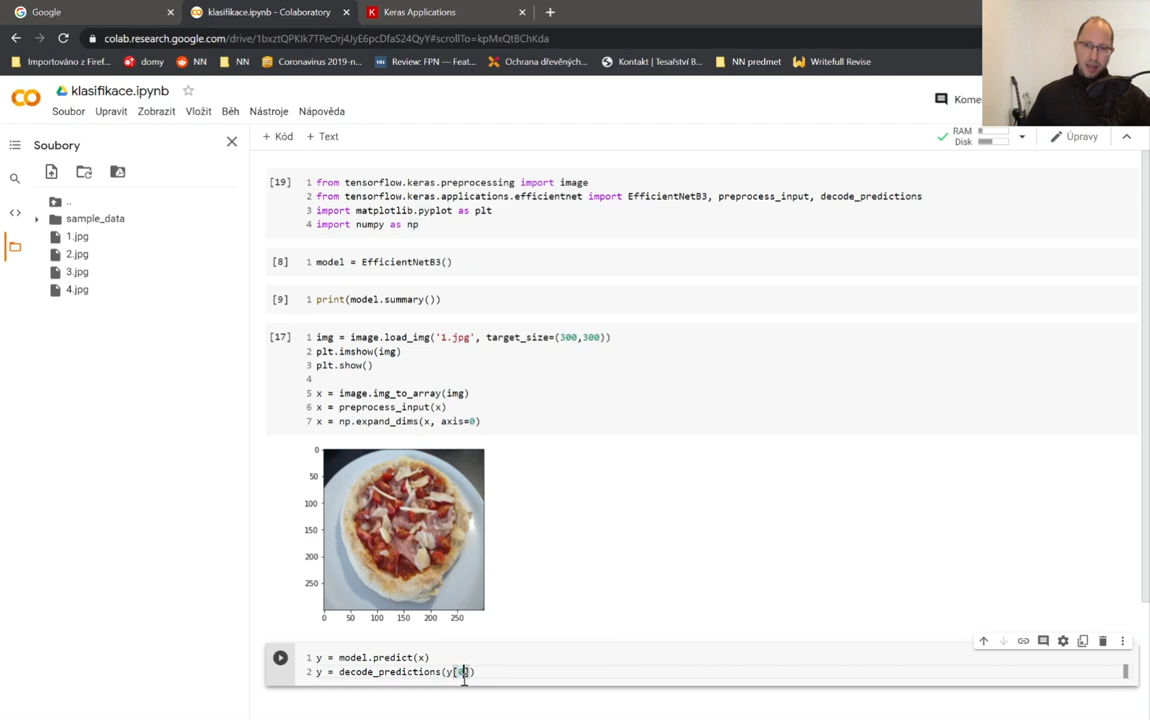 Google
klasifikace.ipynb - Colaboratory
Keras Applications
colab.research.google.com/drive/1bxztQPKIk7TPeOrj4JyE6pcDfaS24QyY#scrollTo=kpMxQtBChKda
Importováno z Firef...
domy
NN
NN
Coronavirus 2019-n...
Review: FPN — Feat...
Ochrana dřevěných...
Kontakt | Tesařství B...
NN predmet
Writefull Revise
klasifikace.ipynb
Soubor
Upravit
Zobrazit
Vložit
Běh
Nástroje
Nápověda
Kome
Soubory
+ Kód
+ Text
RAM
Disk
Úpravy
..
sample_data
1.jpg
2.jpg
3.jpg
4.jpg
[19]
1 from tensorflow.keras.preprocessing import image
2 from tensorflow.keras.applications.efficientnet import EfficientNetB3, preprocess_input, decode_predictions
3 import matplotlib.pyplot as plt
4 import numpy as np
[8]
1 model = EfficientNetB3()
[9]
1 print(model.summary())
[17]
1 img = image.load_img('1.jpg', target_size=(300,300))
2 plt.imshow(img)
3 plt.show()
4
5 x = image.img_to_array(img)
6 x = preprocess_input(x)
7 x = np.expand_dims(x, axis=0)
0
50
100
150
200
250
0 50 100 150 200 250
1 y = model.predict(x)
2 y = decode_predictions(y[0])